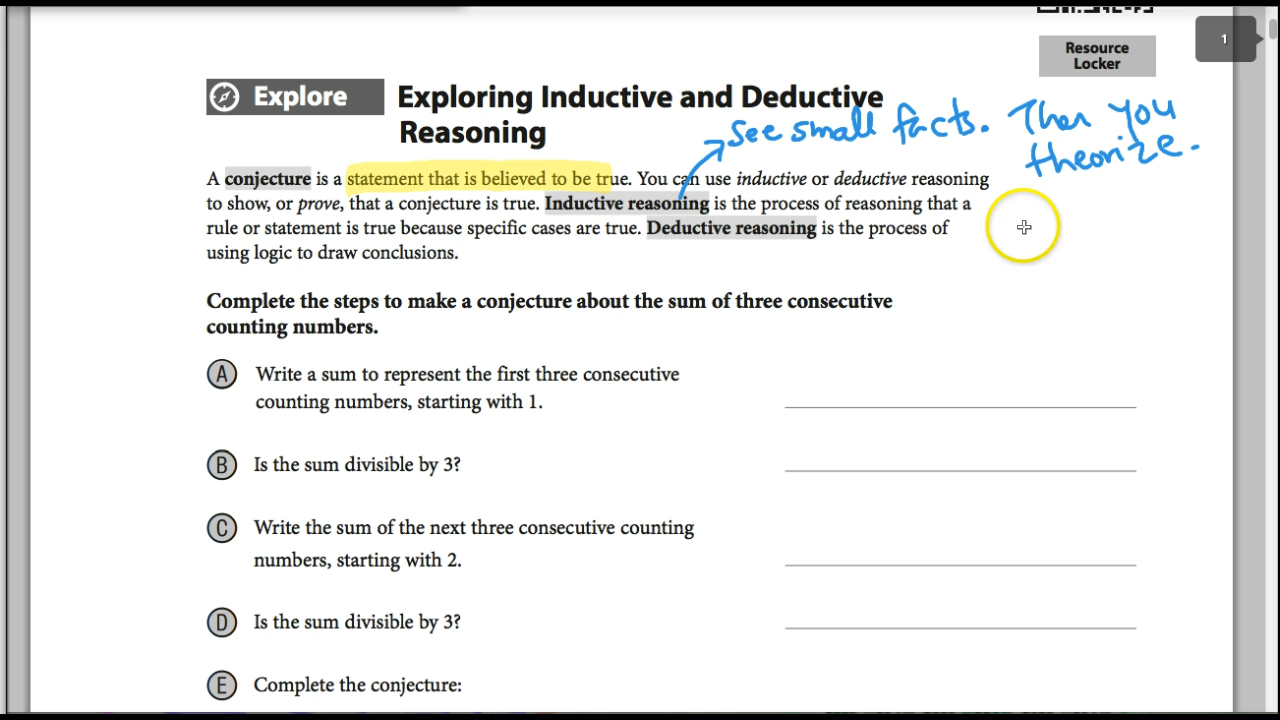 1
Resource
Locker
Explore
Exploring Inductive and Deductive
Reasoning
See small facts. Then you
theorize.
A conjecture is a statement that is believed to be true. You can use inductive or deductive reasoning
to show, or prove, that a conjecture is true. Inductive reasoning is the process of reasoning that a
rule or statement is true because specific cases are true. Deductive reasoning is the process of
using logic to draw conclusions.
Complete the steps to make a conjecture about the sum of three consecutive
counting numbers.
A Write a sum to represent the first three consecutive
counting numbers, starting with 1.
B Is the sum divisible by 3?
C Write the sum of the next three consecutive counting
numbers, starting with 2.
D Is the sum divisible by 3?
E Complete the conjecture: